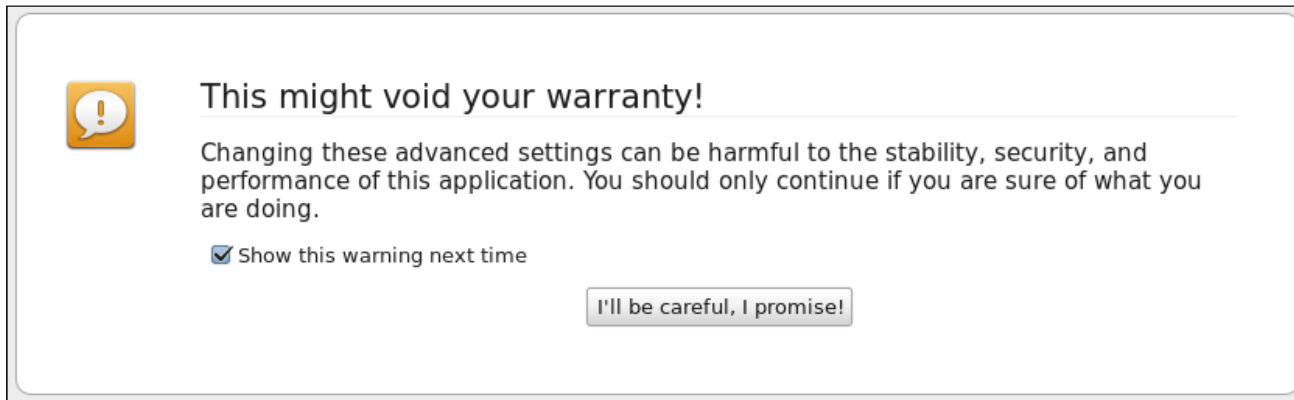 This might void your warranty!
Changing these advanced settings can be harmful to the stability, security, and
performance of this application. You should only continue if you are sure of what you
are doing.
Show this warning next time
I'll be careful, I promise!